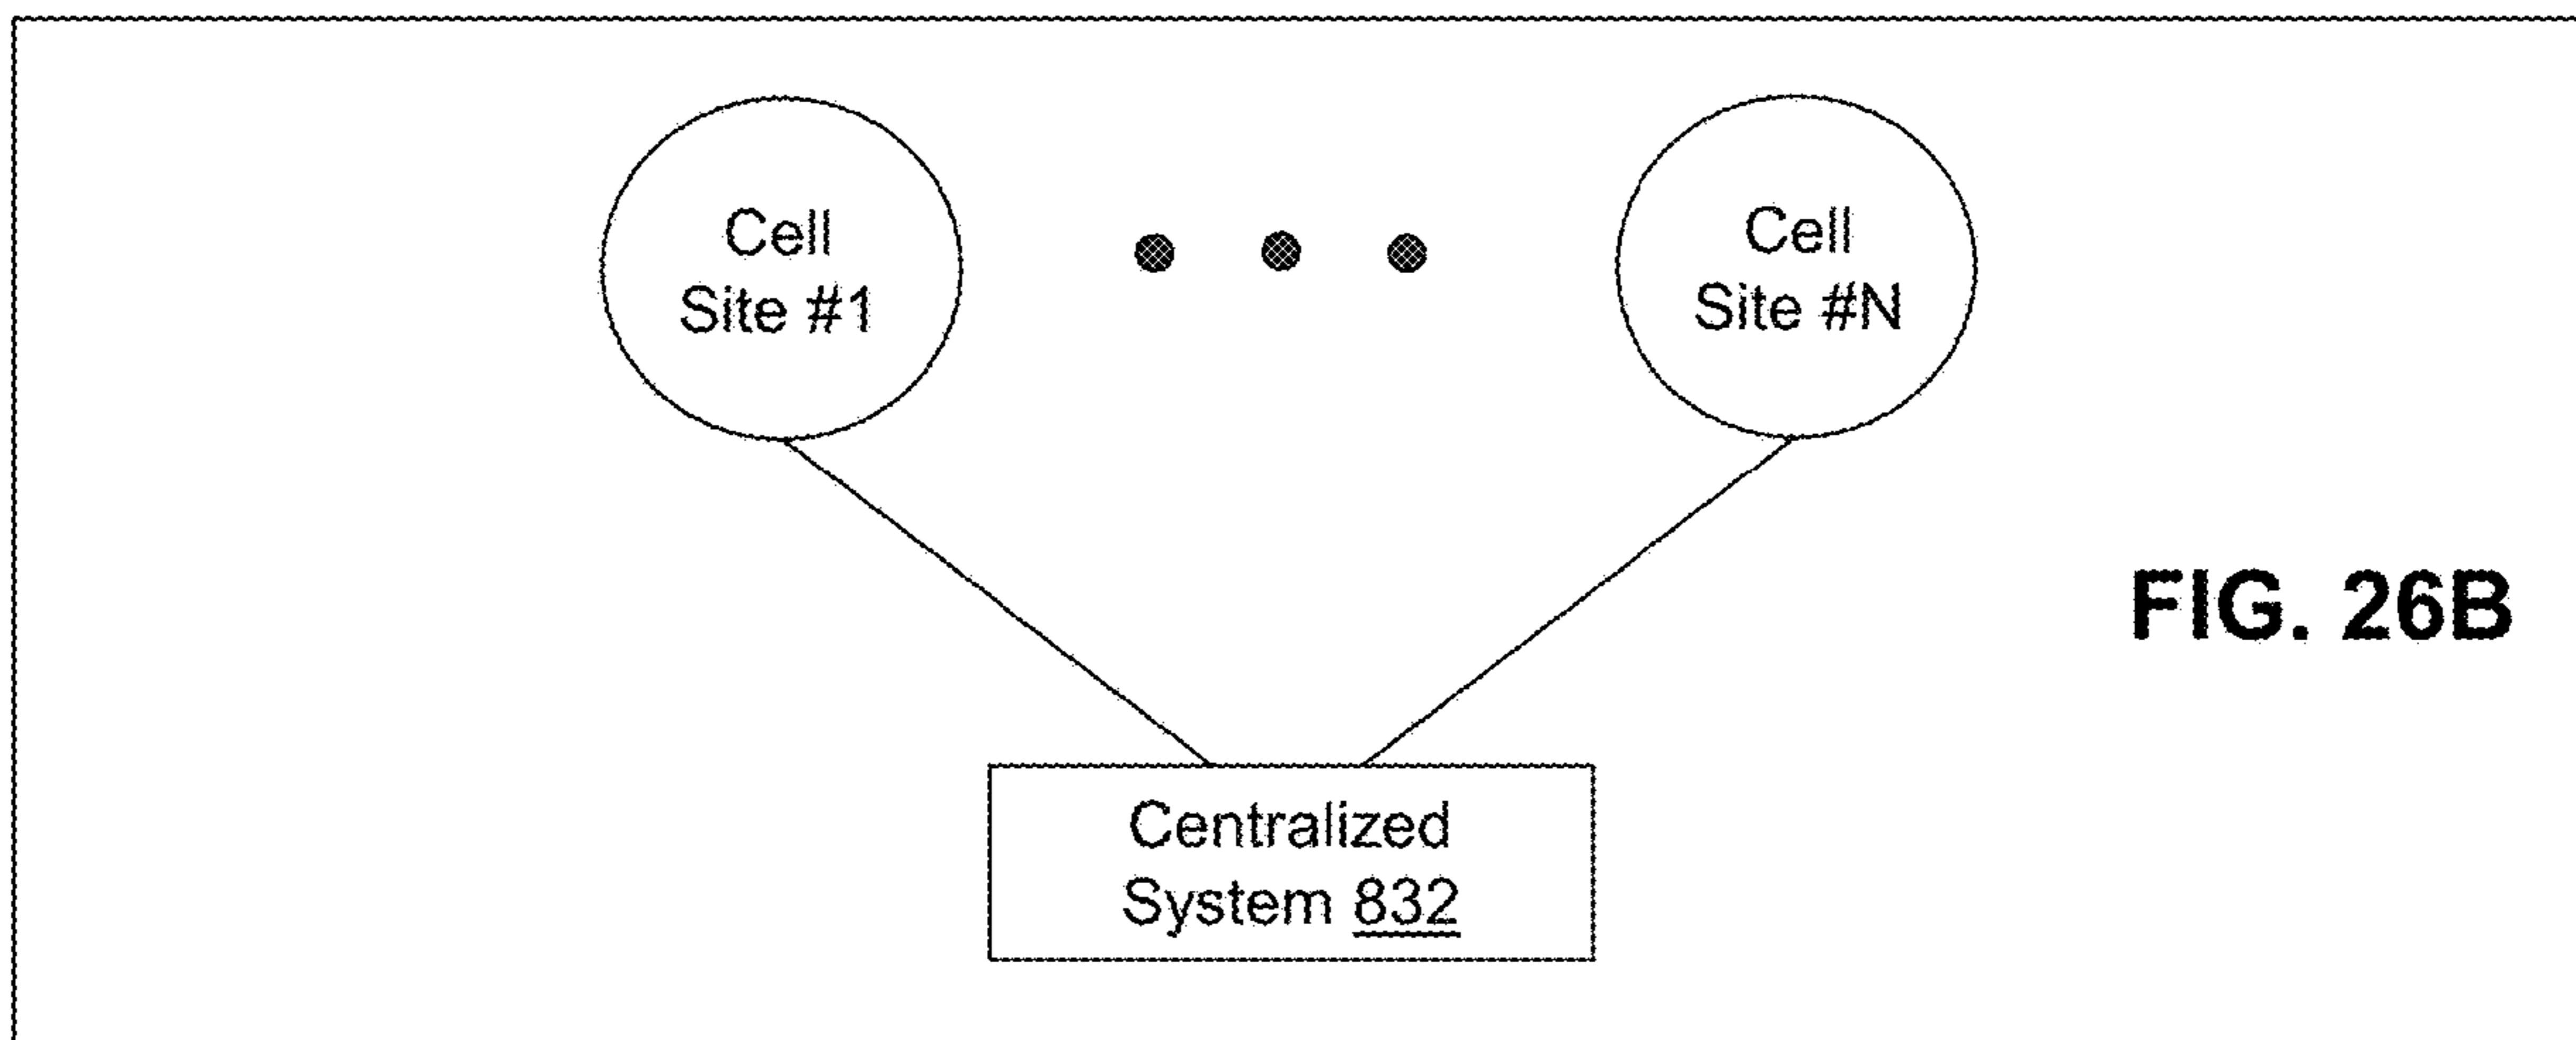 Cell
Site #1
Cell
Site #N
FIG. 26B
Centralized
System 832